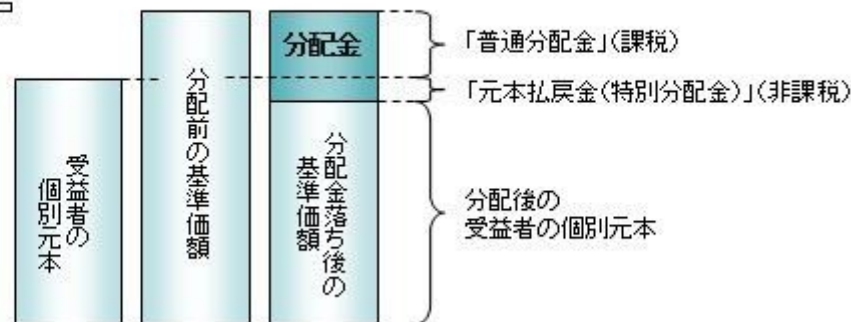 受益者の
個別元本
分配前の基準価額
分配金
分配金落ち後の
基準価額
「普通分配金」(課税)
「元本払戻金(特別分配金)」(非課税)
分配後の
受益者の個別元本